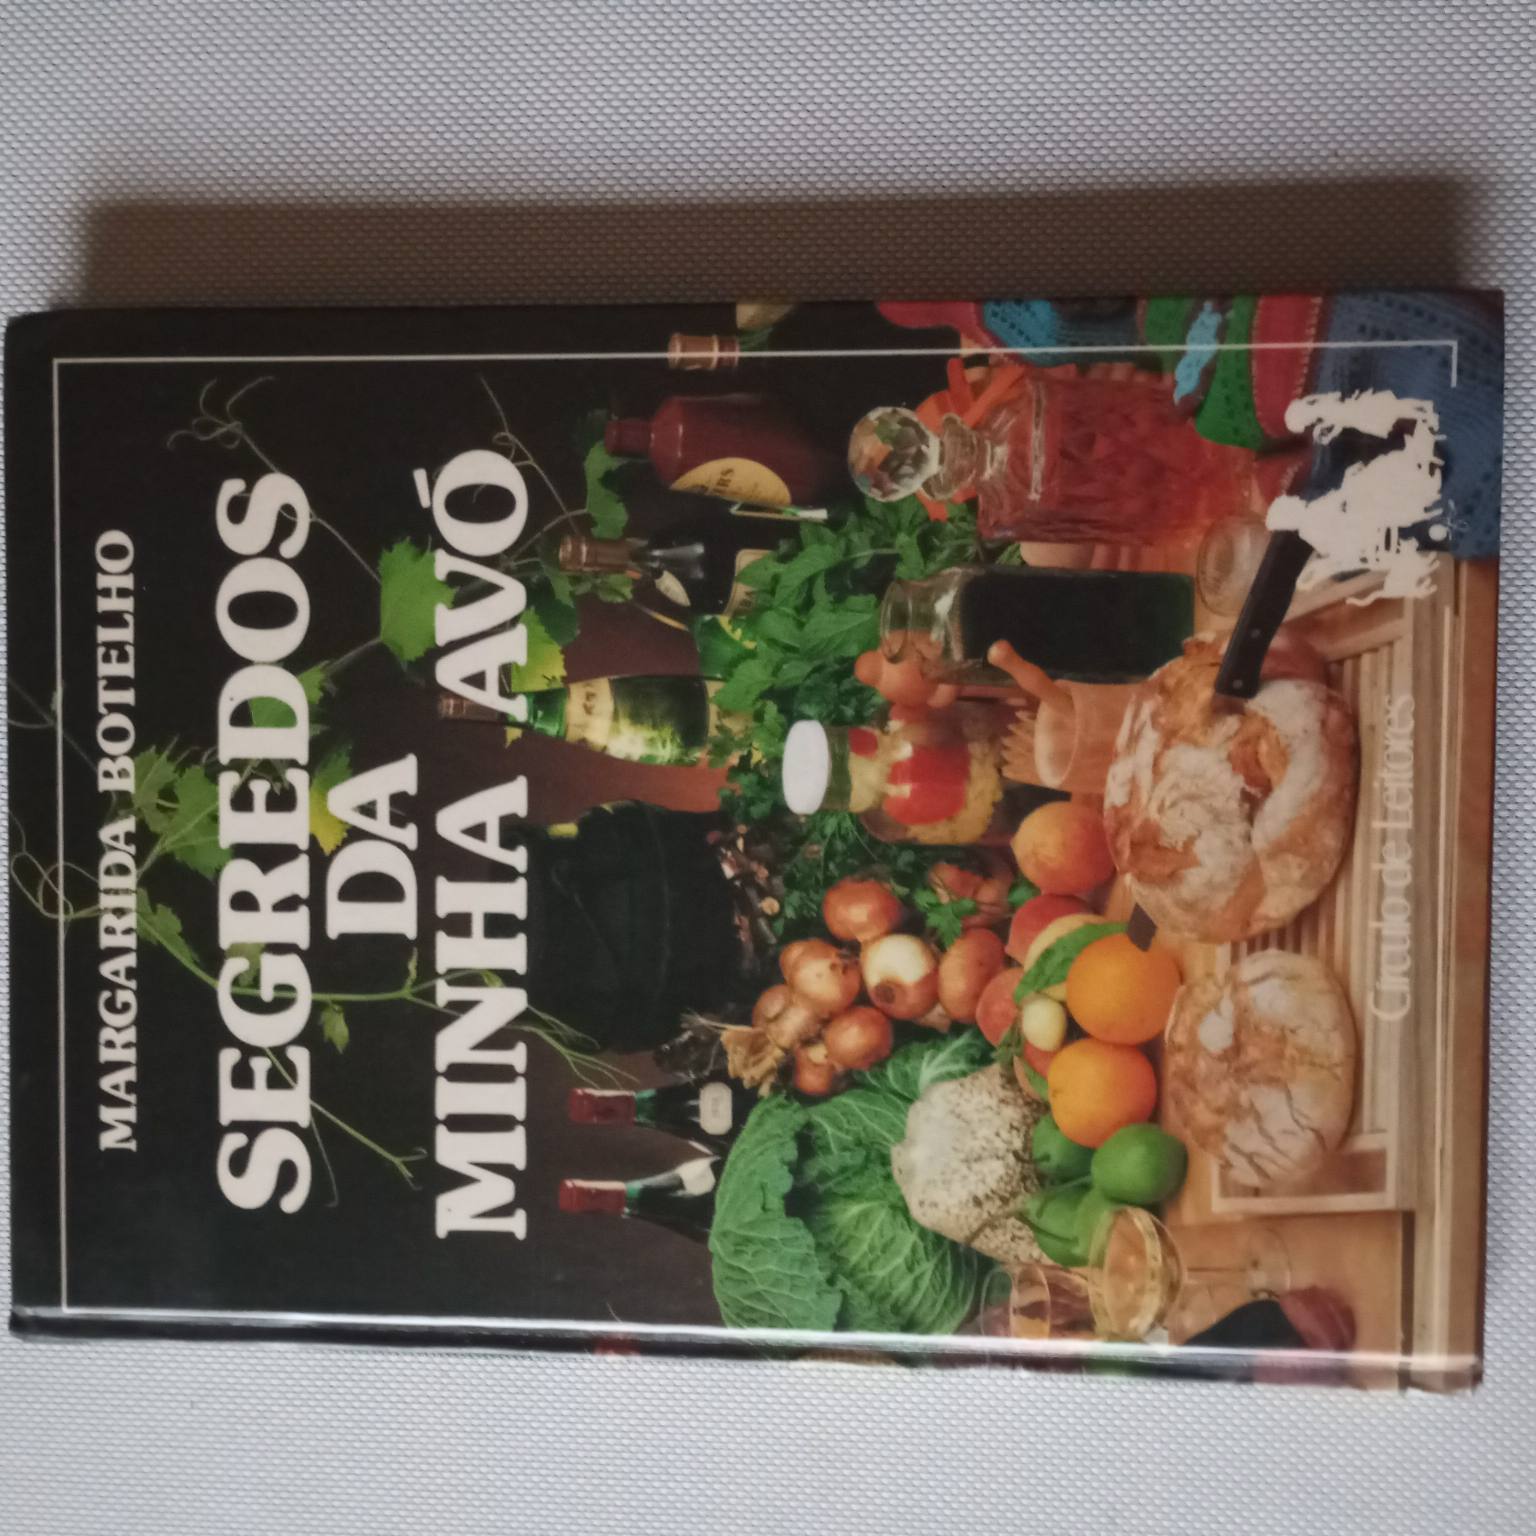 MARGARIDA BOTELHO
SEGREDOS
DA
MINHA AVÓ
Círculo de Leitores